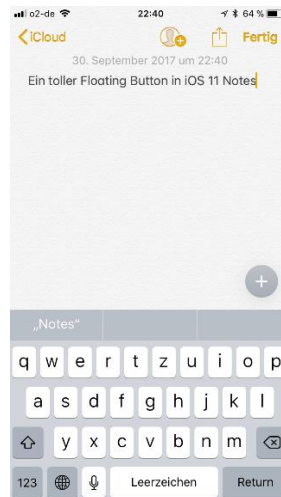 o2-de 22:40 64 %
iCloud Fertig
30. September 2017 um 22:40
Ein toller Floating Button in iOS 11 Notes
+
„Notes“
q w e r t z u i o p
a s d f g h j k l
y x c v b n m
123 Leerzeichen Return